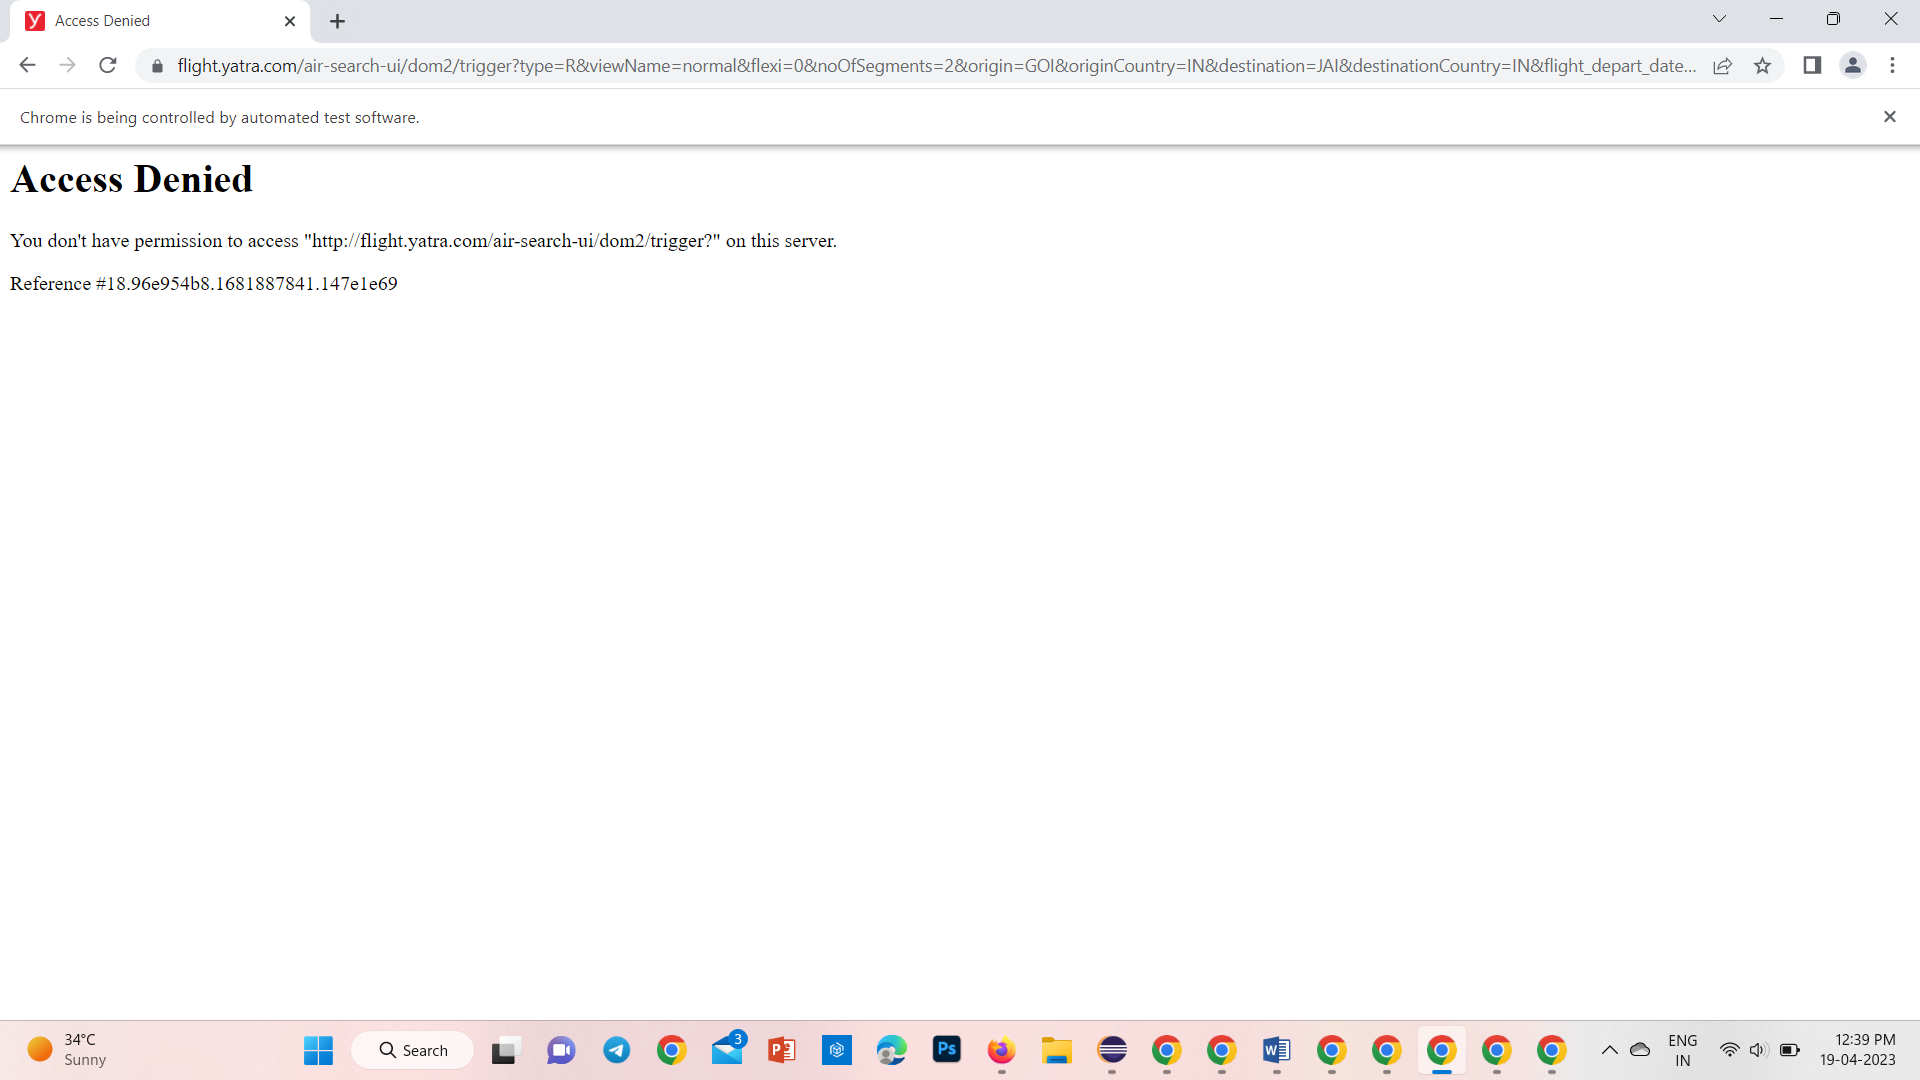 Access Denied
flight.yatra.com/air-search-ui/dom2/trigger?type=R&viewName=normal&flexi=0&noOfSegments=2&origin=GOI&originCountry=IN&destination=JAI&destinationCountry=IN&flight_depart_date...
Chrome is being controlled by automated test software.
Access Denied
You don't have permission to access "http://flight.yatra.com/air-search-ui/dom2/trigger?" on this server.
Reference #18.96e954b8.1681887841.147e1e69
34°C
Sunny
Search
3
Ps
ENG
IN
12:39 PM
19-04-2023